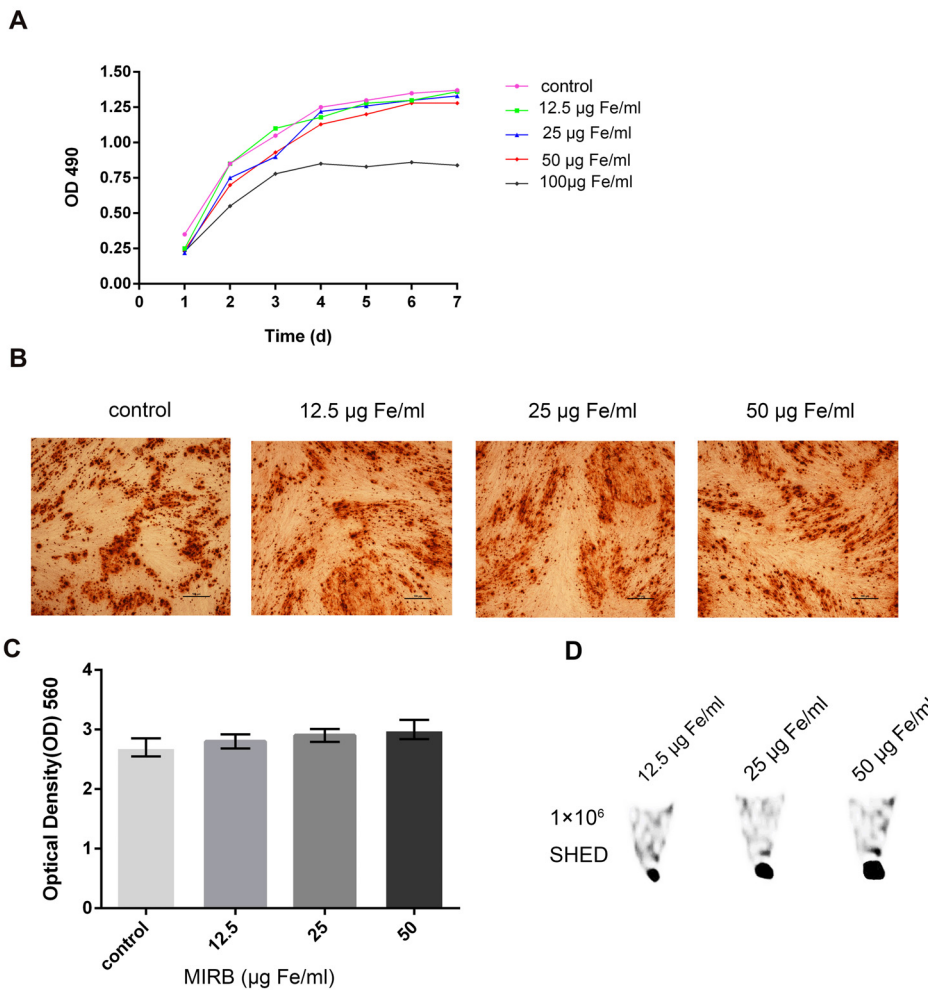 A
OD 490
1.50
1.25
1.00
0.75
0.50
0.25
0.00
0 1 2 3 4 5 6 7
Time (d)
control
12.5 μg Fe/ml
25 μg Fe/ml
50 μg Fe/ml
100μg Fe/ml
B
control 12.5 μg Fe/ml 25 μg Fe/ml 50 μg Fe/ml
C
Optical Density(OD) 560
4
3
2
1
0
control 12.5 25 50
MIRB (μg Fe/ml)
D
12.5 μg Fe/ml 25 μg Fe/ml 50 μg Fe/ml
1×10⁶
SHED